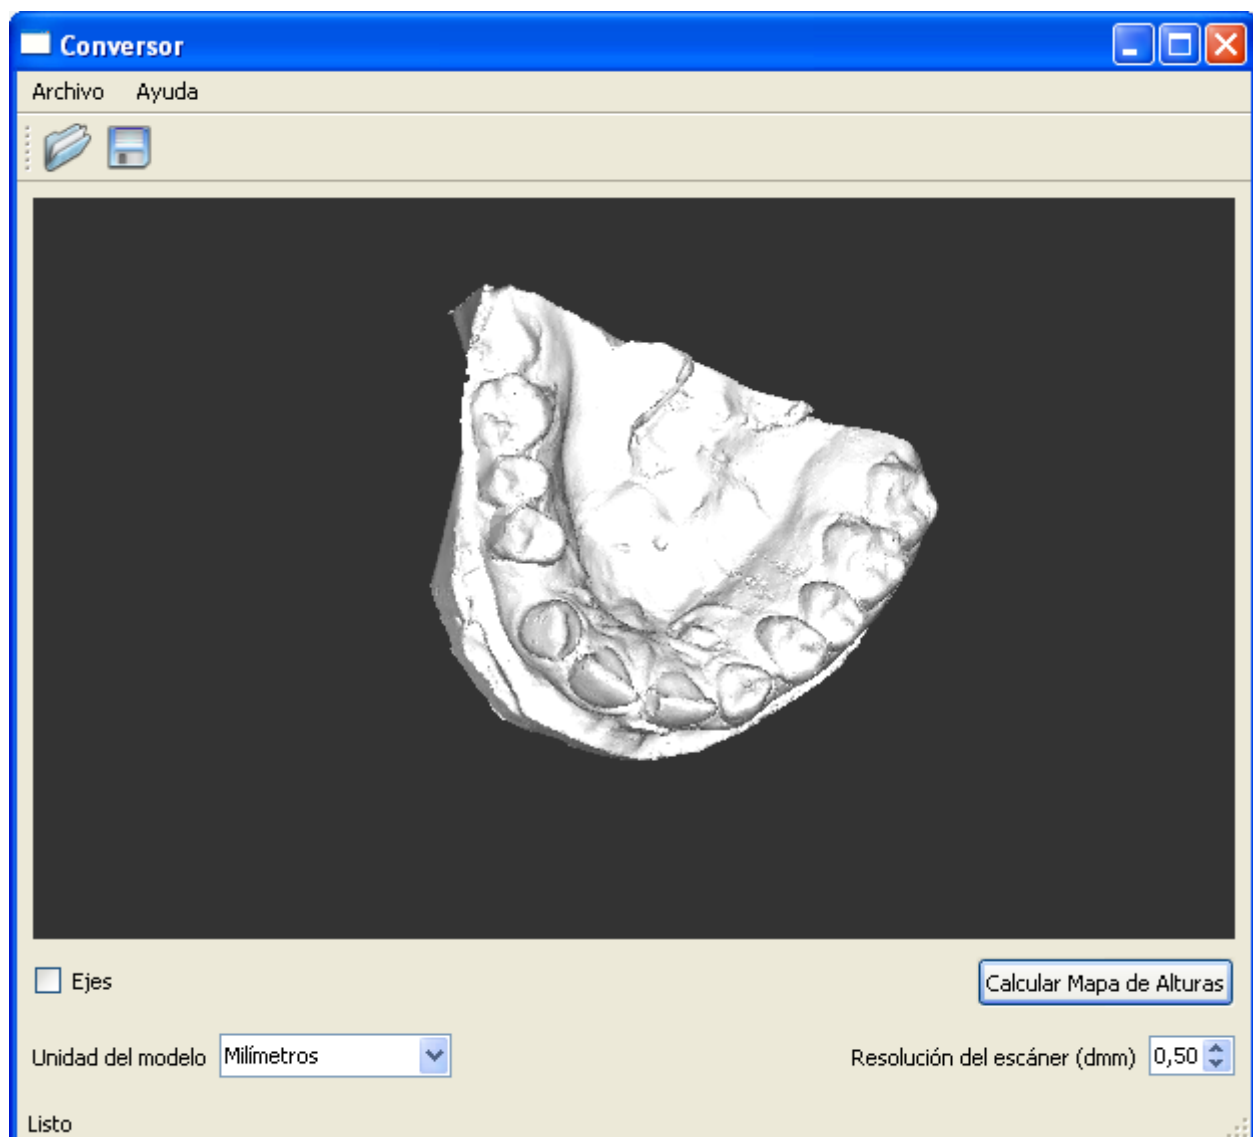 Conversor
Archivo Ayuda
Ejes
Calcular Mapa de Alturas
Unidad del modelo Milímetros
Resolución del escáner (dmm) 0,50
Listo